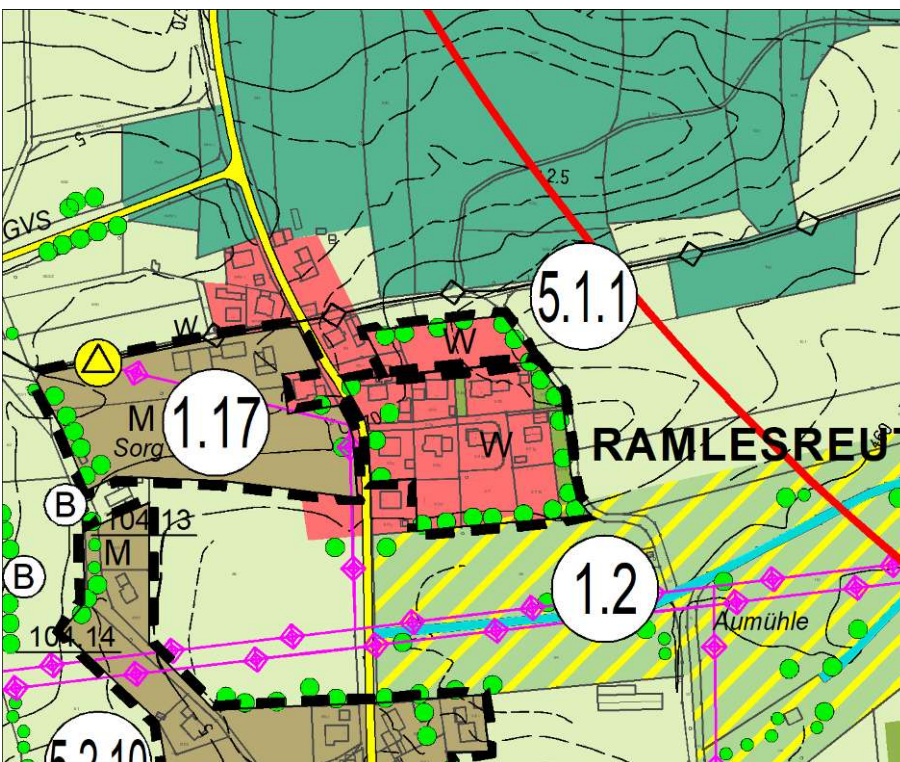 2.5
GVS
5.1.1
W
W
M
1.17
Sorg
W
RAMLESREUT
B
104.13
M
B
1.2
Aumühle
104.14
5.2.10